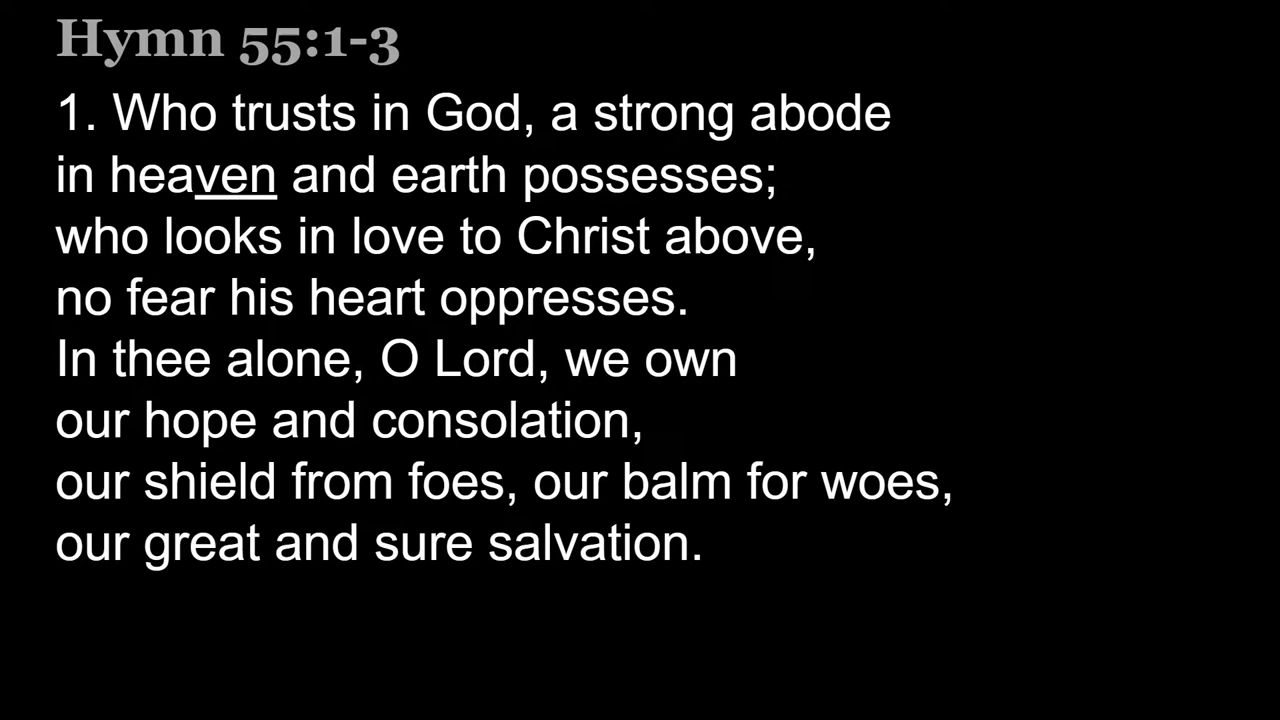 Hymn 55:1-3
1. Who trusts in God, a strong abode
in heaven and earth possesses;
who looks in love to Christ above,
no fear his heart oppresses.
In thee alone, O Lord, we own
our hope and consolation,
our shield from foes, our balm for woes,
our great and sure salvation.